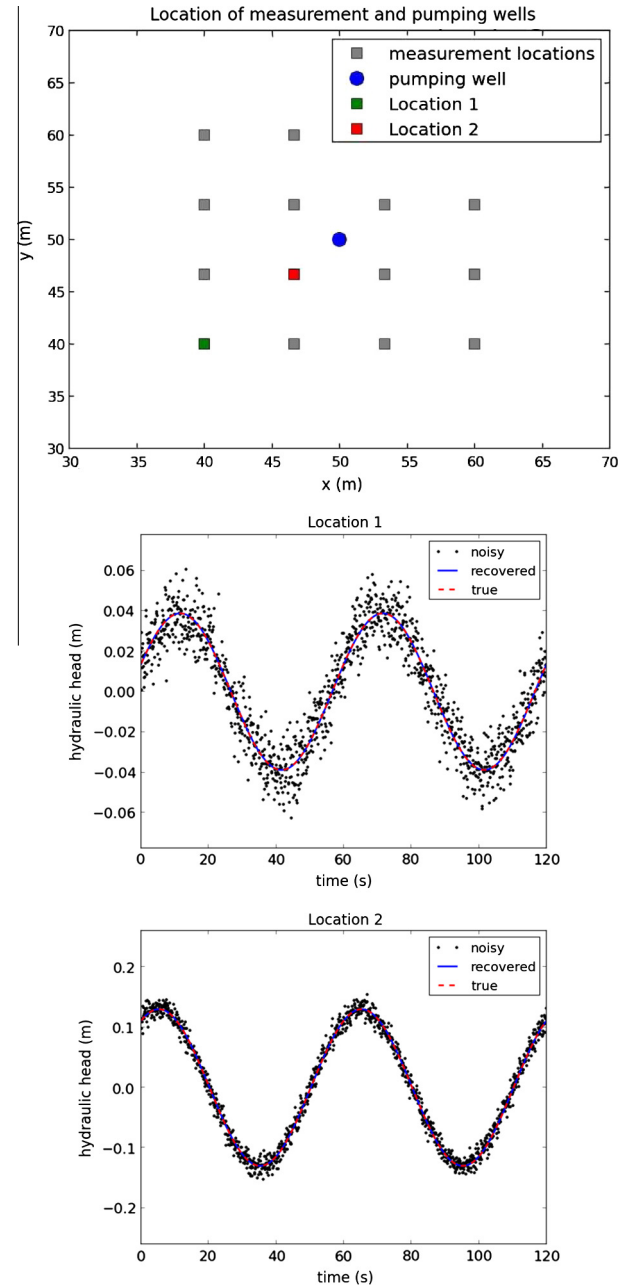 Location of measurement and pumping wells
measurement locations
pumping well
Location 1
Location 2
y (m)
70
65
60
55
50
45
40
35
30
30 35 40 45 50 55 60 65 70
x (m)
Location 1
noisy
recovered
true
hydraulic head (m)
0.06
0.04
0.02
0.00
−0.02
−0.04
−0.06
0 20 40 60 80 100 120
time (s)
Location 2
noisy
recovered
true
hydraulic head (m)
0.2
0.1
0.0
−0.1
−0.2
0 20 40 60 80 100 120
time (s)